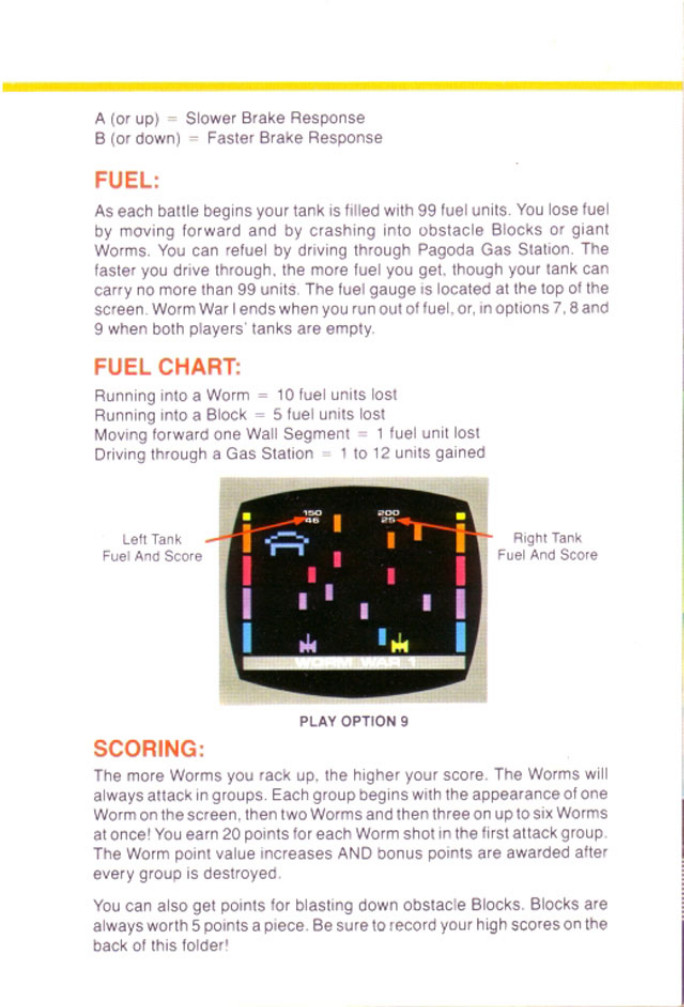 A (or up) = Slower Brake Response
B (or down) = Faster Brake Response
FUEL:
As each battle begins your tank is filled with 99 fuel units. You lose fuel
by moving forward and by crashing into obstacle Blocks or giant
Worms. You can refuel by driving through Pagoda Gas Station. The
faster you drive through, the more fuel you get, though your tank can
carry no more than 99 units. The fuel gauge is located at the top of the
screen. Worm War I ends when you run out of fuel, or, in options 7, 8 and
9 when both players' tanks are empty.
FUEL CHART:
Running into a Worm = 10 fuel units lost
Running into a Block = 5 fuel units lost
Moving forward one Wall Segment = 1 fuel unit lost
Driving through a Gas Station = 1 to 12 units gained
150 200
46 25
Left Tank
Fuel And Score
Right Tank
Fuel And Score
WORM WAR 1
PLAY OPTION 9
SCORING:
The more Worms you rack up, the higher your score. The Worms will
always attack in groups. Each group begins with the appearance of one
Worm on the screen, then two Worms and then three on up to six Worms
at once! You earn 20 points for each Worm shot in the first attack group.
The Worm point value increases AND bonus points are awarded after
every group is destroyed.
You can also get points for blasting down obstacle Blocks. Blocks are
always worth 5 points a piece. Be sure to record your high scores on the
back of this folder!